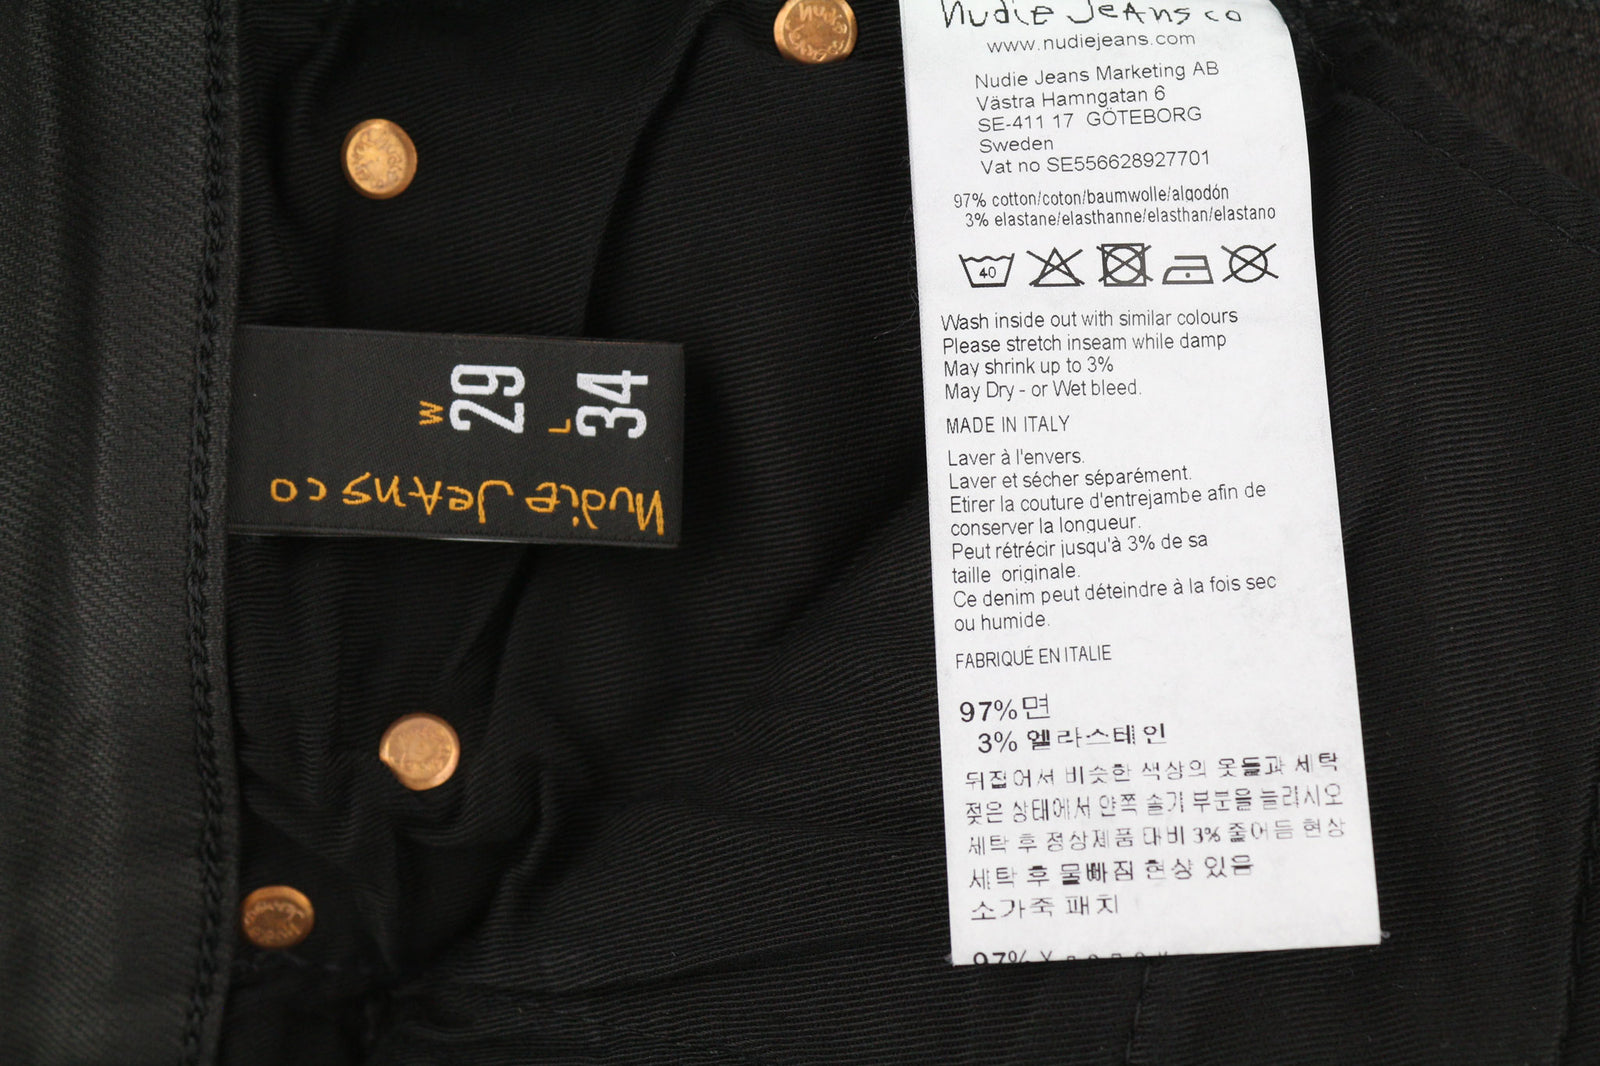 W
29
L
34
nudie Jeans co
nudie Jeans co
www.nudiejeans.com
Nudie Jeans Marketing AB
Västra Hamngatan 6
SE-411 17 GÖTEBORG
Sweden
Vat no SE556628927701
97% cotton/coton/baumwolle/algodón
3% elastane/elasthanne/elasthan/elastano
40
Wash inside out with similar colours
Please stretch inseam while damp
May shrink up to 3%
May Dry - or Wet bleed.
MADE IN ITALY
Laver à l'envers.
Laver et sécher séparément.
Etirer la couture d'entrejambe afin de
conserver la longueur.
Peut rétrécir jusqu'à 3% de sa
taille originale.
Ce denim peut déteindre à la fois sec
ou humide.
FABRIQUÉ EN ITALIE
97% 면
3% 엘라스테인
뒤집어서 비슷한 색상의 옷들과 세탁
젖은 상태에서 안쪽 솔기 부분을 늘리시오
세탁 후 정상제품 대비 3% 줄어듬 현상
세탁 후 물빠짐 현상 있음
소가죽 패치
97%